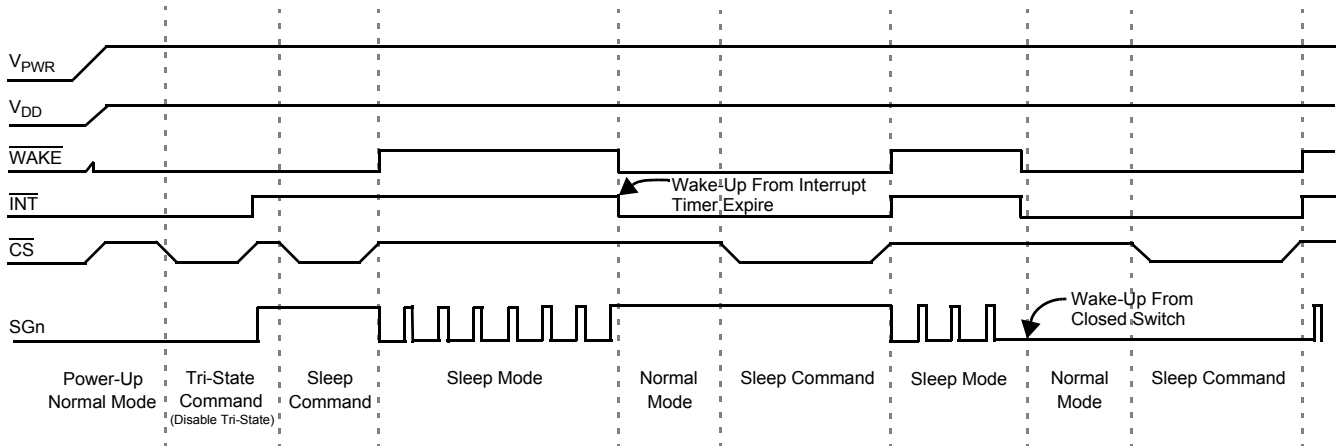 VPWR
VDD
WAKE
INT
Wake-Up From Interrupt
Timer Expire
CS
SGn
Wake-Up From
Closed Switch
Power-Up
Normal Mode
Tri-State
Command
(Disable Tri-State)
Sleep
Command
Sleep Mode
Normal
Mode
Sleep Command
Sleep Mode
Normal
Mode
Sleep Command